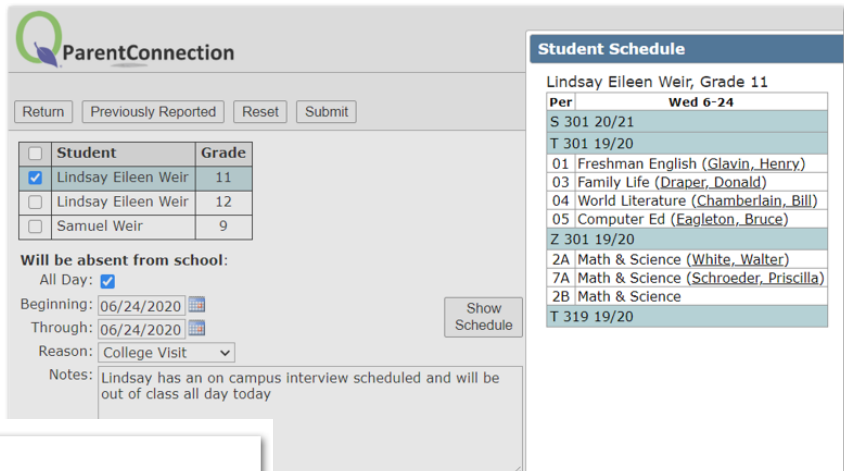 Q ParentConnection
Return Previously Reported Reset Submit
Student Grade
Lindsay Eileen Weir 11
Lindsay Eileen Weir 12
Samuel Weir 9
Will be absent from school:
All Day:
Beginning: 06/24/2020
Through: 06/24/2020
Show
Schedule
Reason: College Visit
Notes: Lindsay has an on campus interview scheduled and will be
out of class all day today
Student Schedule
Lindsay Eileen Weir, Grade 11
Per Wed 6-24
S 301 20/21
T 301 19/20
01 Freshman English (Glavin, Henry)
03 Family Life (Draper, Donald)
04 World Literature (Chamberlain, Bill)
05 Computer Ed (Eagleton, Bruce)
Z 301 19/20
2A Math & Science (White, Walter)
7A Math & Science (Schroeder, Priscilla)
2B Math & Science
T 319 19/20